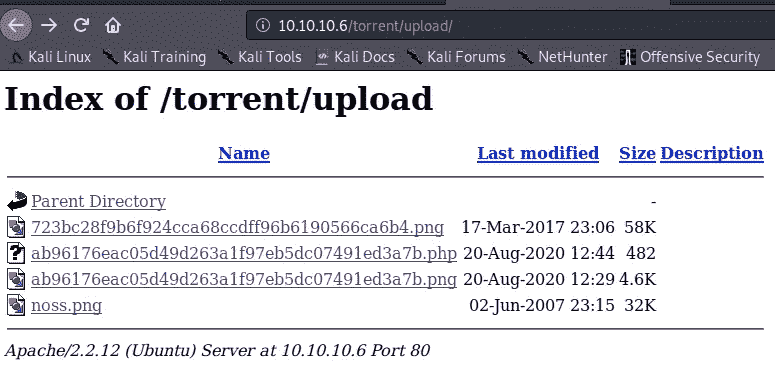 10.10.10.6/torrent/upload/
Kali Linux Kali Training Kali Tools Kali Docs Kali Forums NetHunter Offensive Security
Index of /torrent/upload
Name Last modified Size Description
Parent Directory -
723bc28f9b6f924cca68ccdff96b6190566ca6b4.png 17-Mar-2017 23:06 58K
ab96176eac05d49d263a1f97eb5dc07491ed3a7b.php 20-Aug-2020 12:44 482
ab96176eac05d49d263a1f97eb5dc07491ed3a7b.png 20-Aug-2020 12:29 4.6K
noss.png 02-Jun-2007 23:15 32K
Apache/2.2.12 (Ubuntu) Server at 10.10.10.6 Port 80